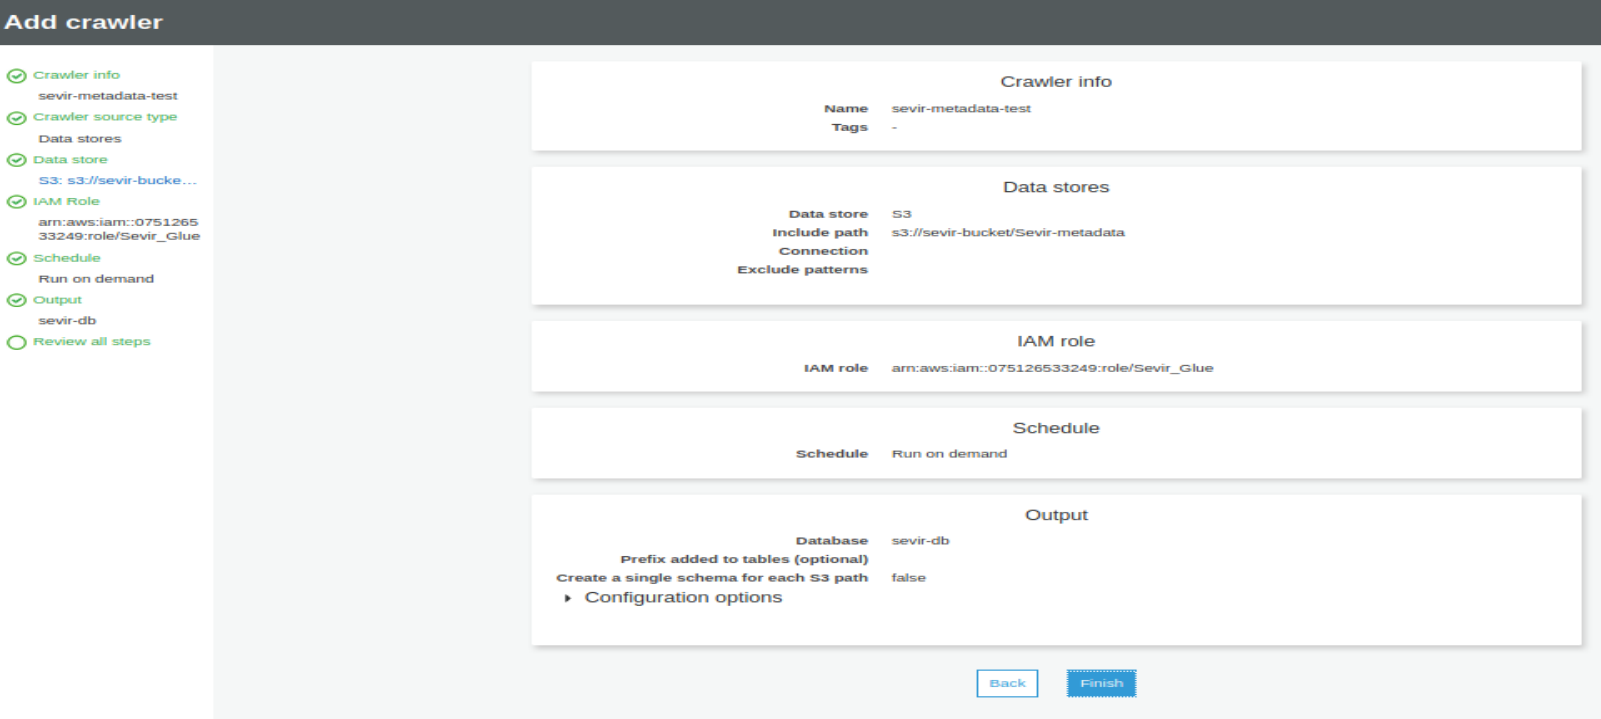 Add crawler
Crawler info
sevir-metadata-test
Crawler source type
Data stores
Data store
S3: s3://sevir-bucke...
IAM Role
arn:aws:iam::0751265
33249:role/Sevir_Glue
Schedule
Run on demand
Output
sevir-db
Review all steps
Crawler info
Name sevir-metadata-test
Tags -
Data stores
Data store S3
Include path s3://sevir-bucket/Sevir-metadata
Connection
Exclude patterns
IAM role
IAM role arn:aws:iam::075126533249:role/Sevir_Glue
Schedule
Schedule Run on demand
Output
Database sevir-db
Prefix added to tables (optional)
Create a single schema for each S3 path false
Configuration options
Back Finish